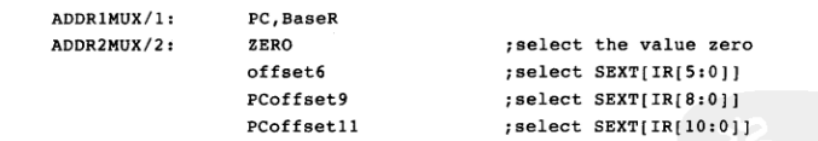 ADDR1MUX/1: PC,BaseR
ADDR2MUX/2: ZERO ;select the value zero
offset6 ;select SEXT[IR[5:0]]
PCoffset9 ;select SEXT[IR[8:0]]
PCoffset11 ;select SEXT[IR[10:0]]